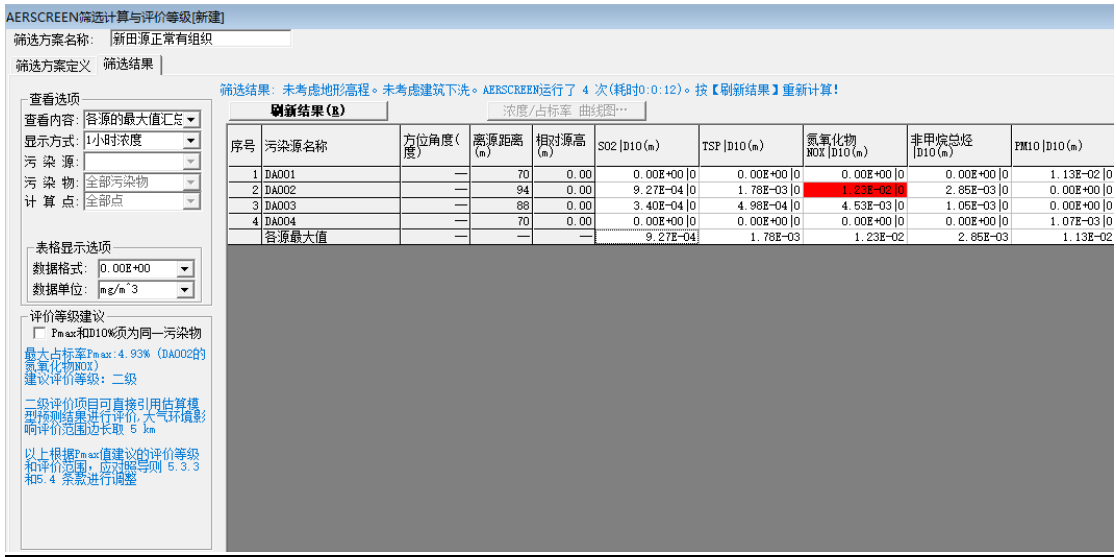 AERSCREEN筛选计算与评价等级[新建]
筛选方案名称: 新田源正常有组织
筛选方案定义 筛选结果
筛选结果: 未考虑地形高程。未考虑建筑下洗。AERSCREEN运行了 4 次(耗时0:0:12)。按【刷新结果】重新计算!
刷新结果(R) 浓度/占标率 曲线图…
查看选项
查看内容: 各源的最大值汇总
显示方式: 1小时浓度
污 染 源:
污 染 物: 全部污染物
计 算 点: 全部点
表格显示选项
数据格式: 0.00E+00
数据单位: mg/m^3
评价等级建议
Pmax和D10%须为同一污染物
最大占标率Pmax:4.93% (DA002的
氮氧化物NOX)
建议评价等级: 二级
二级评价项目可直接引用估算模
型预测结果进行评价,大气环境影
响评价范围边长取 5 km
以上根据Pmax值建议的评价等级
和评价范围, 应对照导则 5.3.3
和5.4 条款进行调整
序号 污染源名称 方位角度(度) 离源距离(m) 相对源高(m) SO2|D10(m) TSP|D10(m) 氮氧化物NOX|D10(m) 非甲烷总烃|D10(m) PM10|D10(m)
1 DA001 — 70 0.00 0.00E+00|0 0.00E+00|0 0.00E+00|0 0.00E+00|0 1.13E-02|0
2 DA002 — 94 0.00 9.27E-04|0 1.78E-03|0 1.23E-02|0 2.85E-03|0 0.00E+00|0
3 DA003 — 88 0.00 3.40E-04|0 4.98E-04|0 4.53E-03|0 1.05E-03|0 0.00E+00|0
4 DA004 — 70 0.00 0.00E+00|0 0.00E+00|0 0.00E+00|0 0.00E+00|0 1.07E-03|0
各源最大值 — — — 9.27E-04 1.78E-03 1.23E-02 2.85E-03 1.13E-02